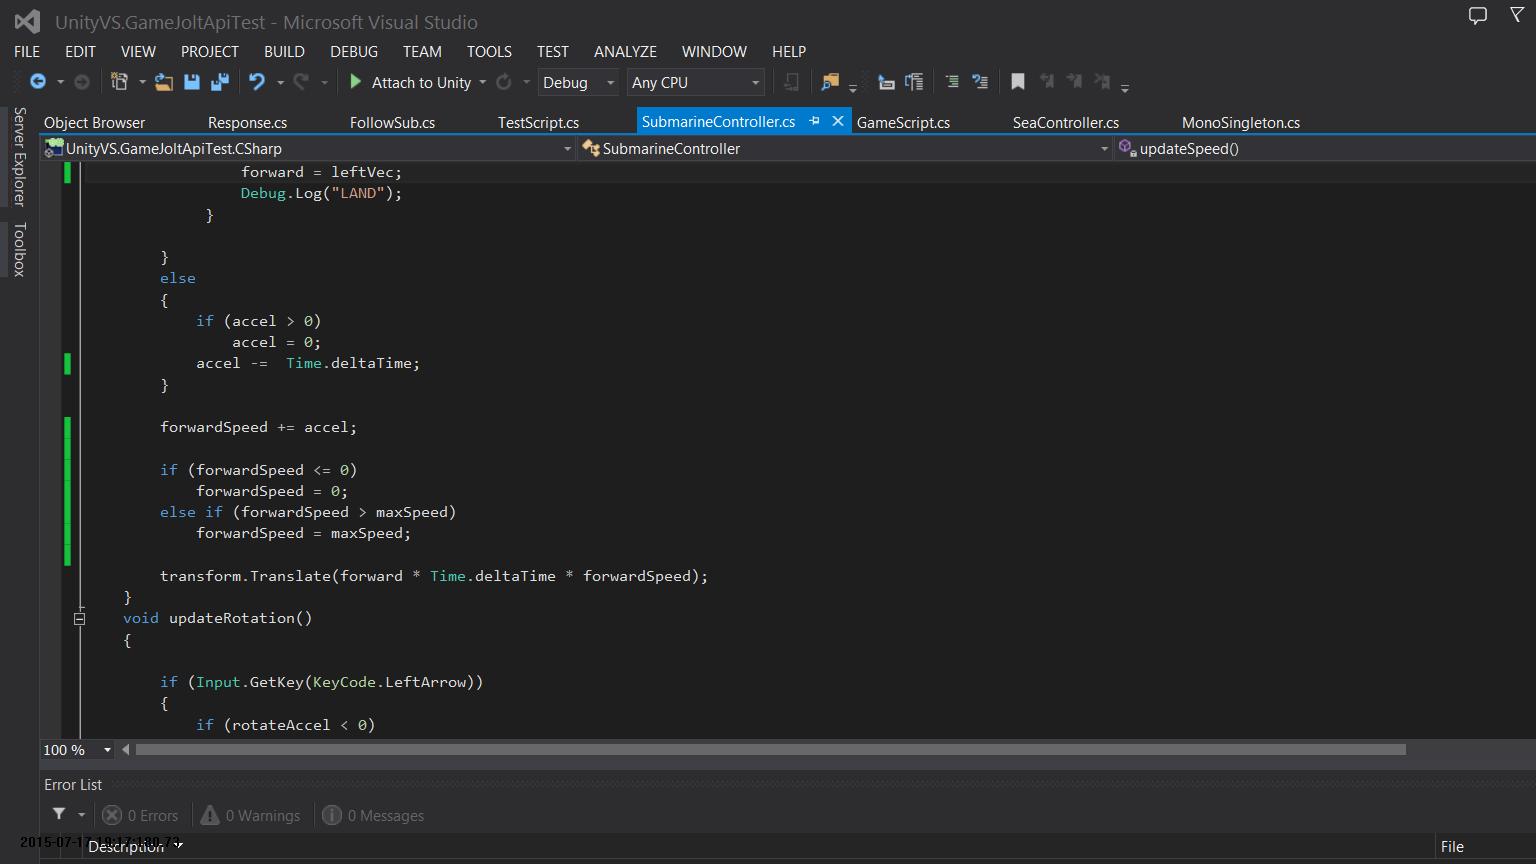 UnityVS.GameJoltApiTest - Microsoft Visual Studio
FILE EDIT VIEW PROJECT BUILD DEBUG TEAM TOOLS TEST ANALYZE WINDOW HELP
Attach to Unity Debug Any CPU
Server Explorer
Toolbox
Object Browser Response.cs FollowSub.cs TestScript.cs SubmarineController.cs GameScript.cs SeaController.cs MonoSingleton.cs
UnityVS.GameJoltApiTest.CSharp SubmarineController updateSpeed()
forward = leftVec;
Debug.Log("LAND");
}
}
else
{
if (accel > 0)
accel = 0;
accel -= Time.deltaTime;
}
forwardSpeed += accel;
if (forwardSpeed <= 0)
forwardSpeed = 0;
else if (forwardSpeed > maxSpeed)
forwardSpeed = maxSpeed;
transform.Translate(forward * Time.deltaTime * forwardSpeed);
}
void updateRotation()
{
if (Input.GetKey(KeyCode.LeftArrow))
{
if (rotateAccel < 0)
100 %
Error List
0 Errors 0 Warnings 0 Messages
Description File